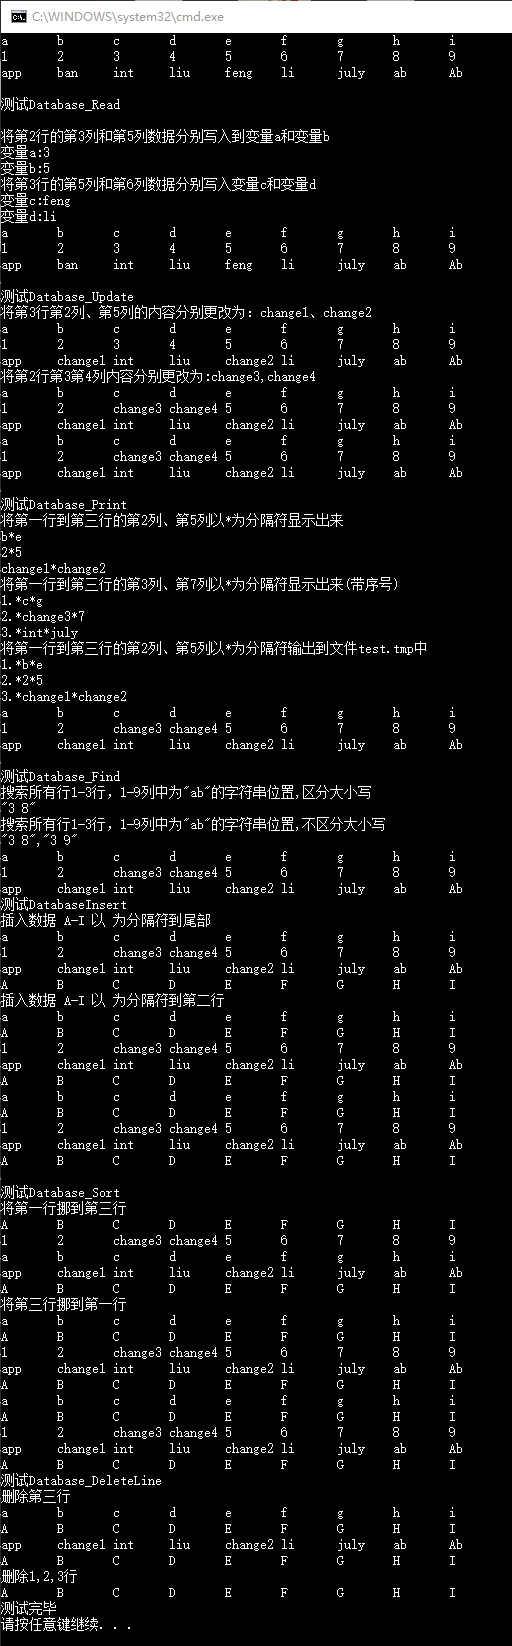 C:\WINDOWS\system32\cmd.exe
a b c d e f g h i
1 2 3 4 5 6 7 8 9
app ban int liu feng li july ab Ab
测试Database_Read
将第2行的第3列和第5列数据分别写入到变量a和变量b
变量a:3
变量b:5
将第3行的第5列和第6列数据分别写入变量c和变量d
变量c:feng
变量d:li
a b c d e f g h i
1 2 3 4 5 6 7 8 9
app ban int liu feng li july ab Ab
测试Database_Update
将第3行第2列、第5列的内容分别更改为: change1、change2
a b c d e f g h i
1 2 3 4 5 6 7 8 9
app change1 int liu change2 li july ab Ab
将第2行第3第4列内容分别更改为:change3,change4
a b c d e f g h i
1 2 change3 change4 5 6 7 8 9
app change1 int liu change2 li july ab Ab
a b c d e f g h i
1 2 change3 change4 5 6 7 8 9
app change1 int liu change2 li july ab Ab
测试Database_Print
将第一行到第三行的第2列、第5列以*为分隔符显示出来
b*e
2*5
change1*change2
将第一行到第三行的第3列、第7列以*为分隔符显示出来(带序号)
1.*c*g
2.*change3*7
3.*int*july
将第一行到第三行的第2列、第5列以*为分隔符输出到文件test.tmp中
1.*b*e
2.*2*5
3.*change1*change2
a b c d e f g h i
1 2 change3 change4 5 6 7 8 9
app change1 int liu change2 li july ab Ab
测试Database_Find
搜索所有行1-3行，1-9列中为"ab"的字符串位置,区分大小写
"3 8"
搜索所有行1-3行，1-9列中为"ab"的字符串位置,不区分大小写
"3 8","3 9"
a b c d e f g h i
1 2 change3 change4 5 6 7 8 9
app change1 int liu change2 li july ab Ab
测试DatabaseInsert
插入数据 A-I 以 为分隔符到尾部
a b c d e f g h i
1 2 change3 change4 5 6 7 8 9
app change1 int liu change2 li july ab Ab
A B C D E F G H I
插入数据 A-I 以 为分隔符到第二行
a b c d e f g h i
A B C D E F G H I
1 2 change3 change4 5 6 7 8 9
app change1 int liu change2 li july ab Ab
A B C D E F G H I
a b c d e f g h i
A B C D E F G H I
1 2 change3 change4 5 6 7 8 9
app change1 int liu change2 li july ab Ab
A B C D E F G H I
测试Database_Sort
将第一行挪到第三行
A B C D E F G H I
1 2 change3 change4 5 6 7 8 9
a b c d e f g h i
app change1 int liu change2 li july ab Ab
A B C D E F G H I
将第三行挪到第一行
a b c d e f g h i
A B C D E F G H I
1 2 change3 change4 5 6 7 8 9
app change1 int liu change2 li july ab Ab
A B C D E F G H I
a b c d e f g h i
A B C D E F G H I
1 2 change3 change4 5 6 7 8 9
app change1 int liu change2 li july ab Ab
A B C D E F G H I
测试Database_DeleteLine
删除第三行
a b c d e f g h i
A B C D E F G H I
app change1 int liu change2 li july ab Ab
A B C D E F G H I
删除1,2,3行
A B C D E F G H I
测试完毕
请按任意键继续. . .